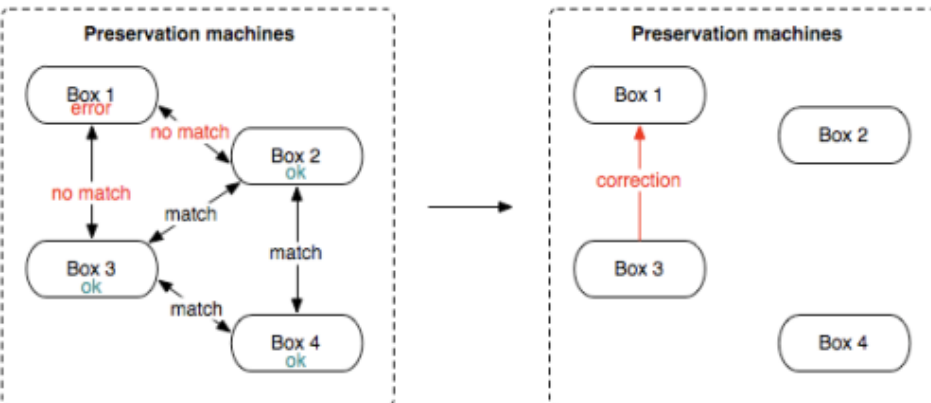 Preservation machines
Box 1
error
no match
Box 2
ok
no match
match
match
Box 3
ok
match
Box 4
ok
Preservation machines
Box 1
Box 2
correction
Box 3
Box 4